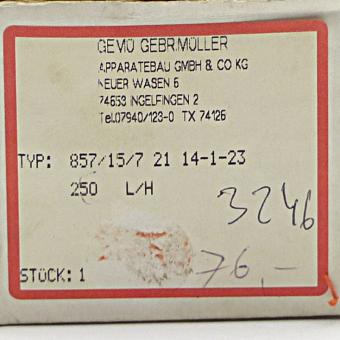 GEMÜ GEBR.MÜLLER
APPARATEBAU GMBH & CO KG
NEUER WASEN 6
74653 INGELFINGEN 2
Tel.07940/123-0 TX 74126
TYP: 857/15/7 21 14-1-23
250 L/H
3246
76,-
STÜCK: 1